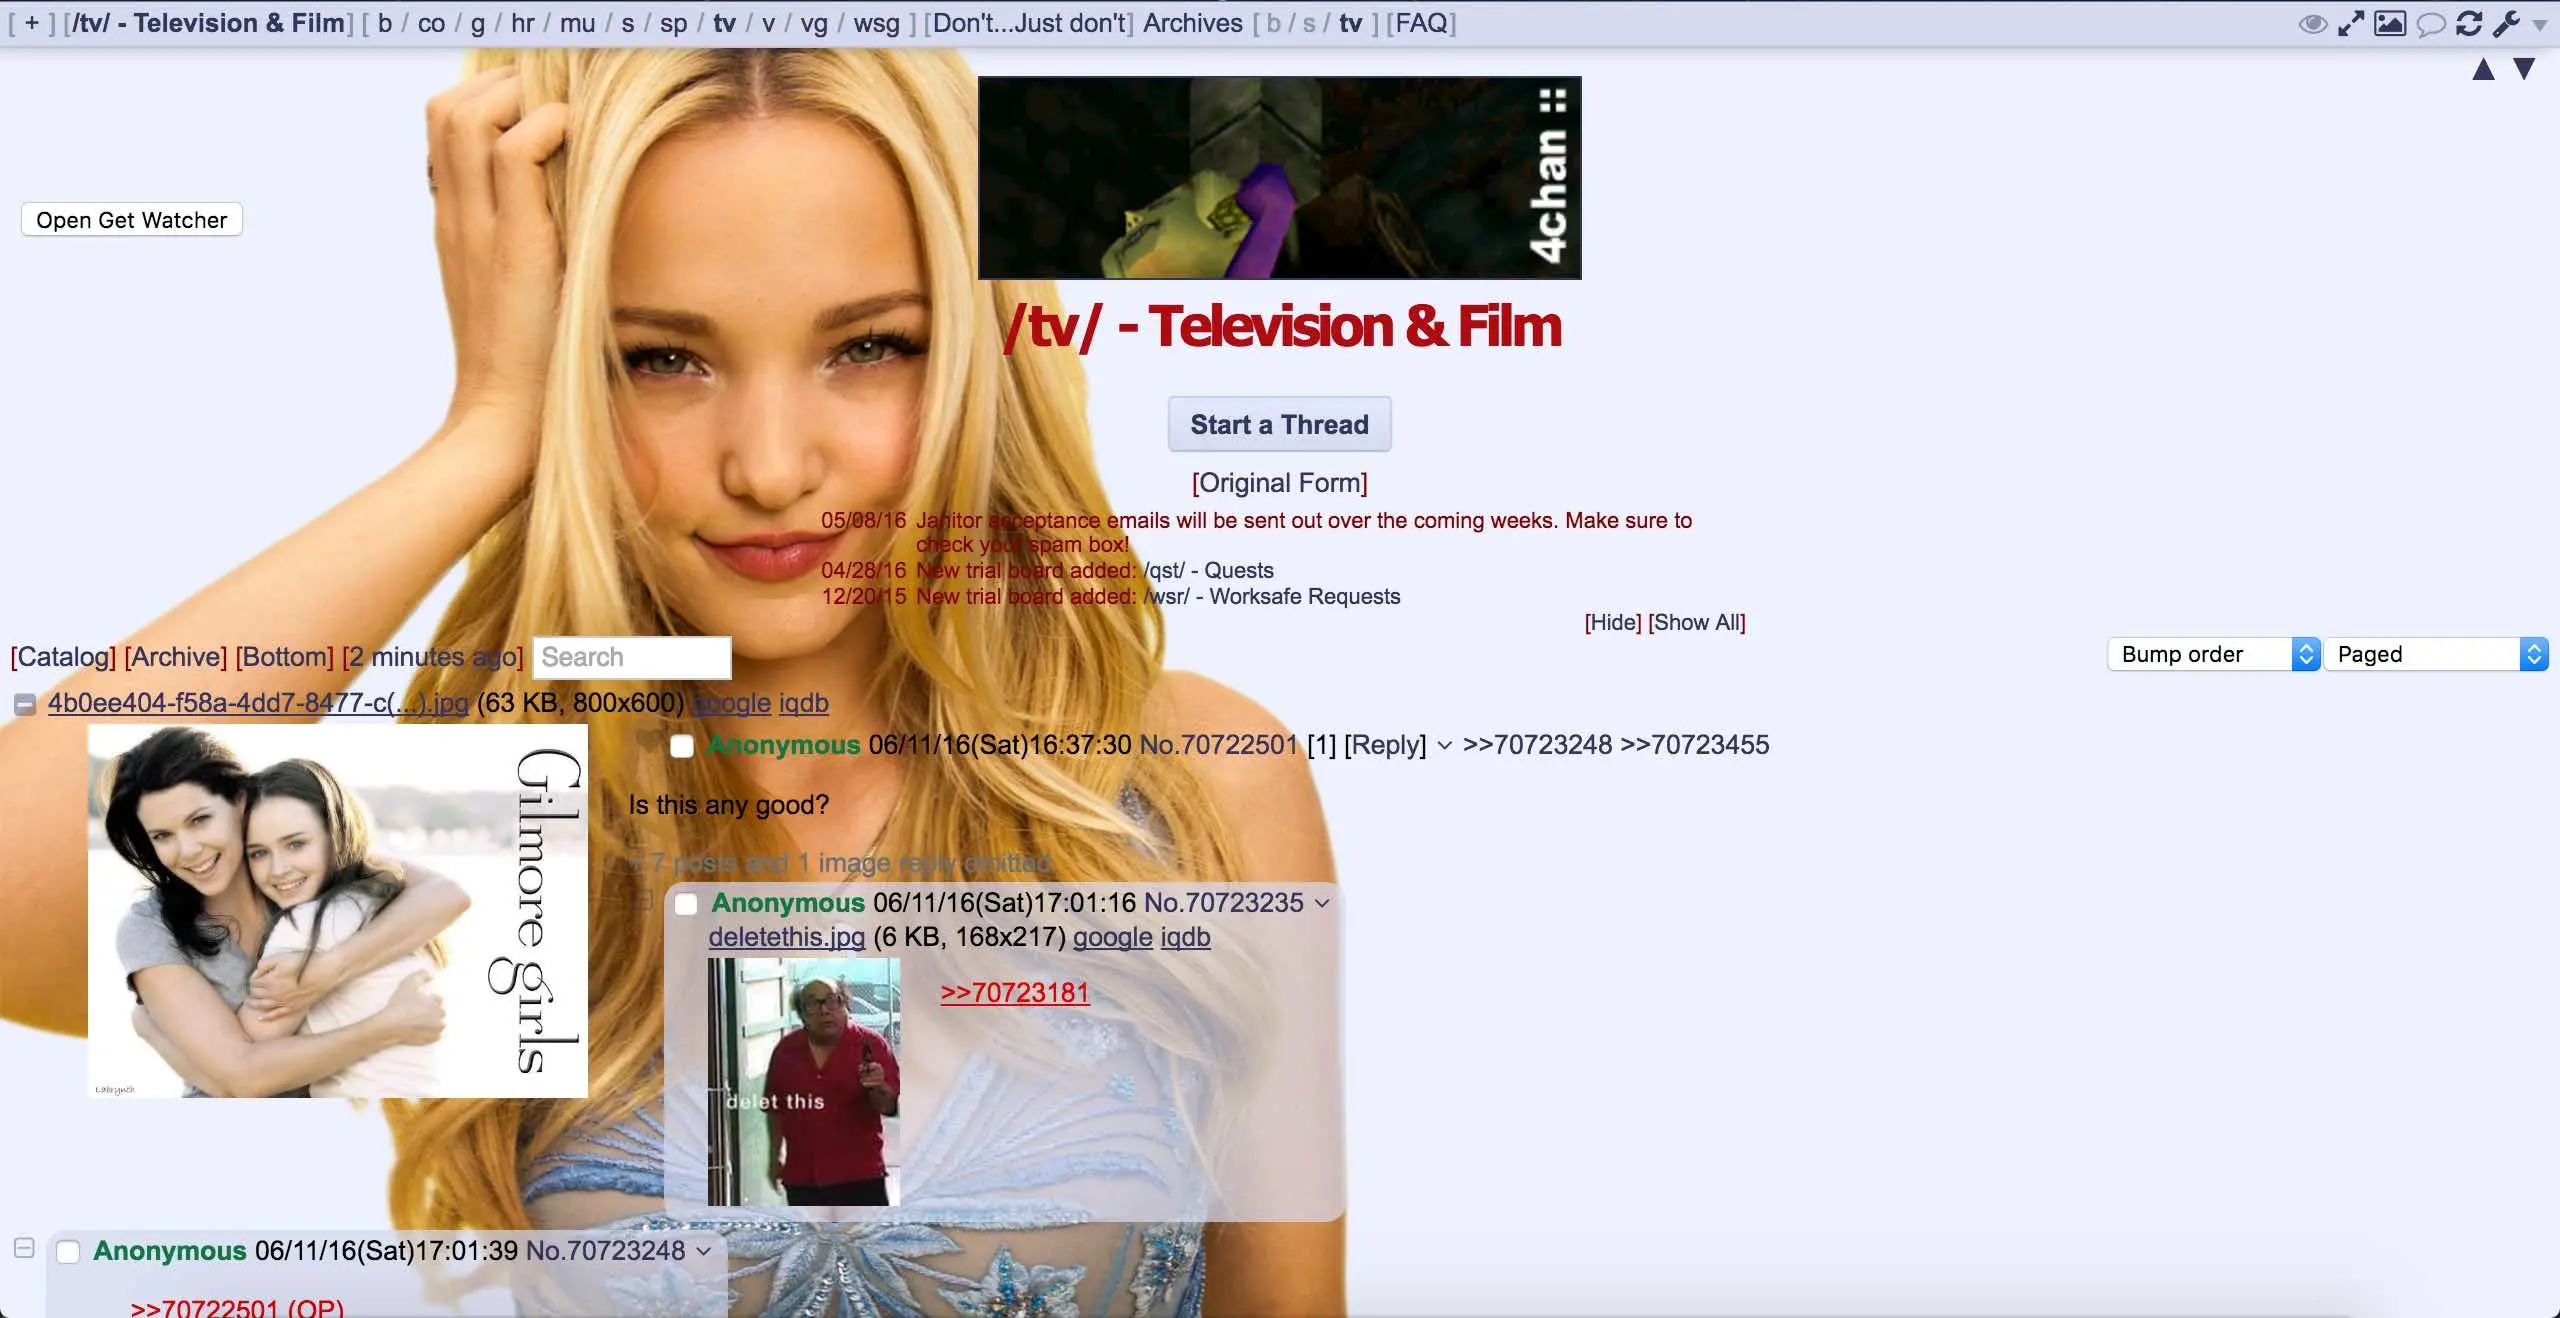 [ + ] [/tv/ - Television & Film] [ b / co / g / hr / mu / s / sp / tv / v / vg / wsg ] [Don't...Just don't] Archives [ b / s / tv ] [FAQ]
4chan ::
Open Get Watcher
/tv/ - Television & Film
Start a Thread
[Original Form]
05/08/16 Janitor acceptance emails will be sent out over the coming weeks. Make sure to
check your spam box!
04/28/16 New trial board added: /qst/ - Quests
12/20/15 New trial board added: /wsr/ - Worksafe Requests
[Hide] [Show All]
[Catalog] [Archive] [Bottom] [2 minutes ago] Search Bump order Paged
4b0ee404-f58a-4dd7-8477-c(...).jpg (63 KB, 800x600) google iqdb
Gilmore girls
Labrynth
Anonymous 06/11/16(Sat)16:37:30 No.70722501 [1] [Reply] >>70723248 >>70723455
Is this any good?
+ 7 posts and 1 image reply omitted.
Anonymous 06/11/16(Sat)17:01:16 No.70723235
deletethis.jpg (6 KB, 168x217) google iqdb
>>70723181
delet this
Anonymous 06/11/16(Sat)17:01:39 No.70723248
>>70722501 (OP)